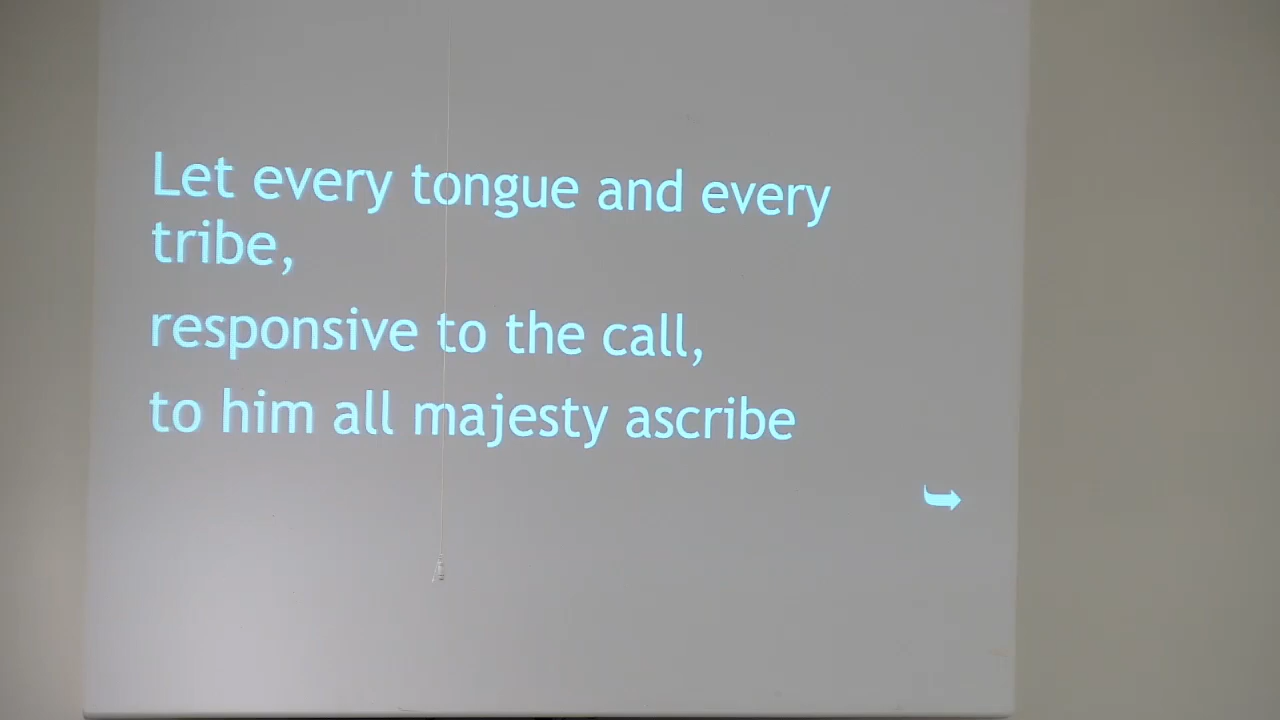 Let every tongue and every
tribe,
responsive to the call,
to him all majesty ascribe